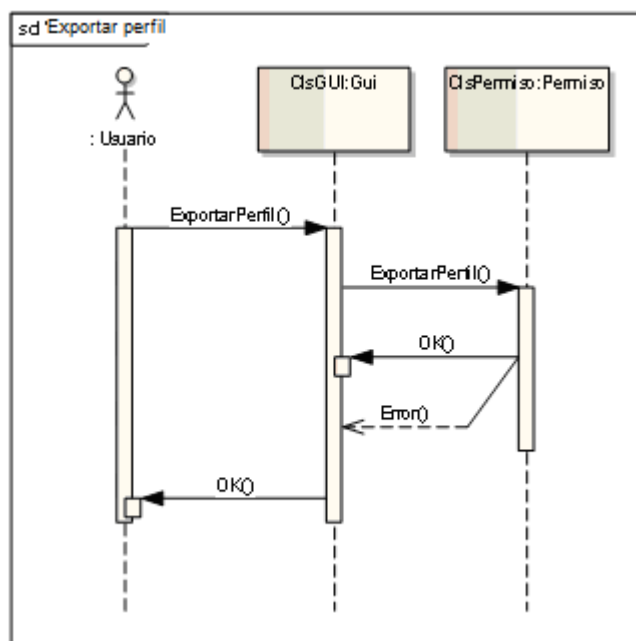 sd 'Exportar perfil
: Usuario
ClsGUI:Gui
ClsPermiso:Permiso
ExportarPerfil()
ExportarPerfil()
OK()
Error()
OK()